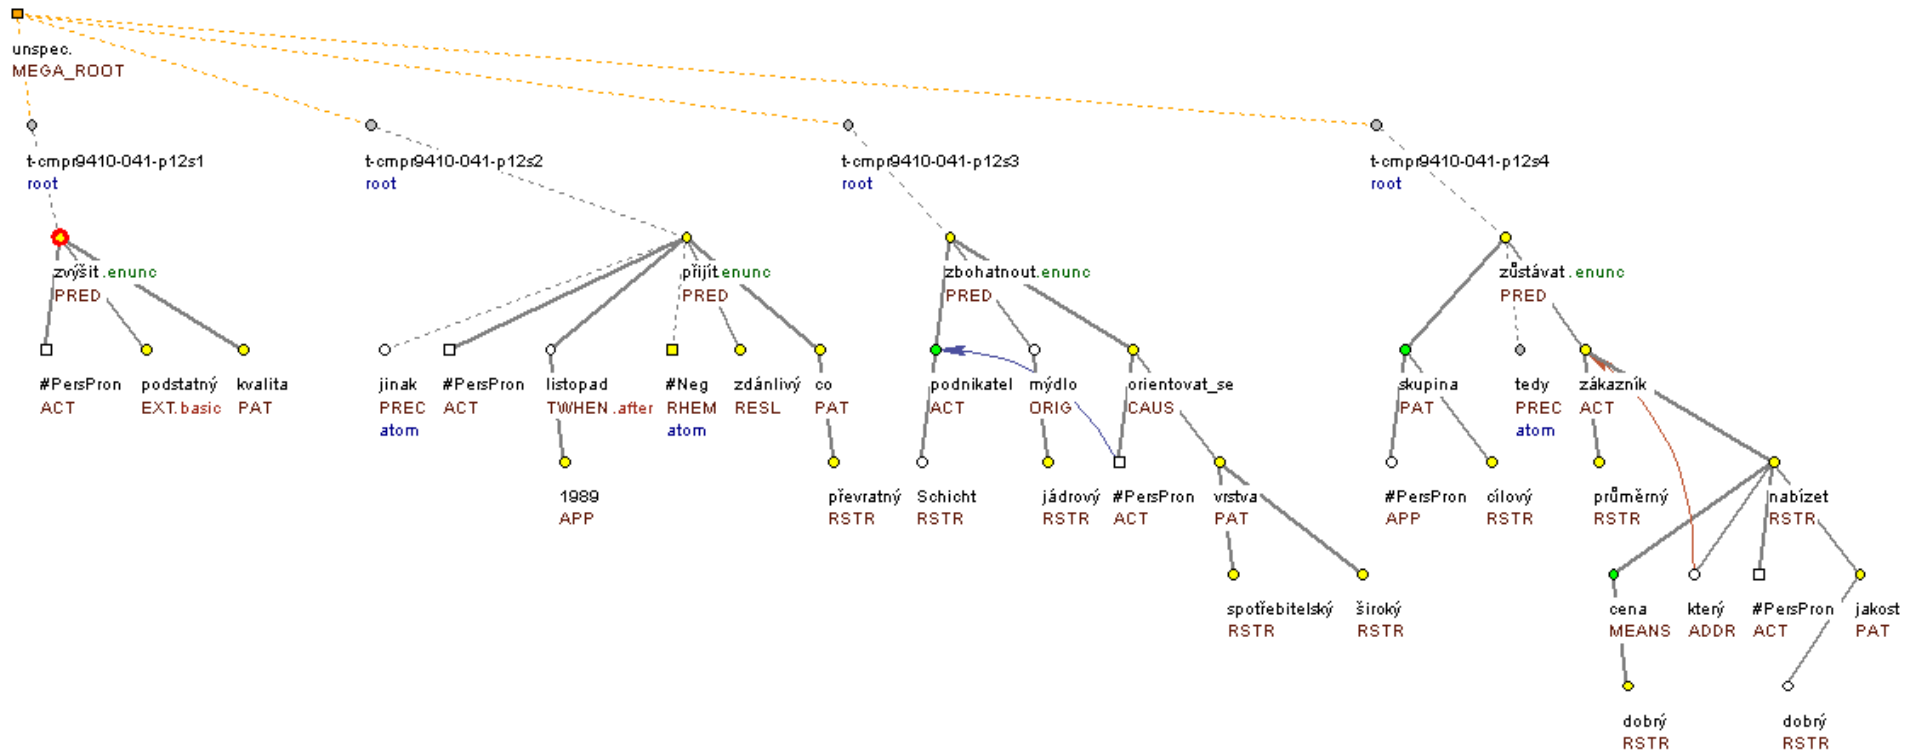 unspec.
MEGA_ROOT
t-cmpr9410-041-p12s1
root
t-cmpr9410-041-p12s2
root
t-cmpr9410-041-p12s3
root
t-cmpr9410-041-p12s4
root
zvýšit.enunc
PRED
přijít.enunc
PRED
zbohatnout.enunc
PRED
zůstávat.enunc
PRED
#PersPron
ACT
podstatný
EXT.basic
kvalita
PAT
jinak
PREC
atom
#PersPron
ACT
listopad
TWHEN.after
#Neg
RHEM
atom
zdánlivý
RESL
co
PAT
podnikatel
ACT
mýdlo
ORIG
orientovat_se
CAUS
skupina
PAT
tedy
PREC
atom
zákazník
ACT
1989
APP
převratný
RSTR
Schicht
RSTR
jádrový
RSTR
#PersPron
ACT
vrstva
PAT
#PersPron
APP
cílový
RSTR
průměrný
RSTR
nabízet
RSTR
spotřebitelský
RSTR
široký
RSTR
cena
MEANS
který
ADDR
#PersPron
ACT
jakost
PAT
dobrý
RSTR
dobrý
RSTR